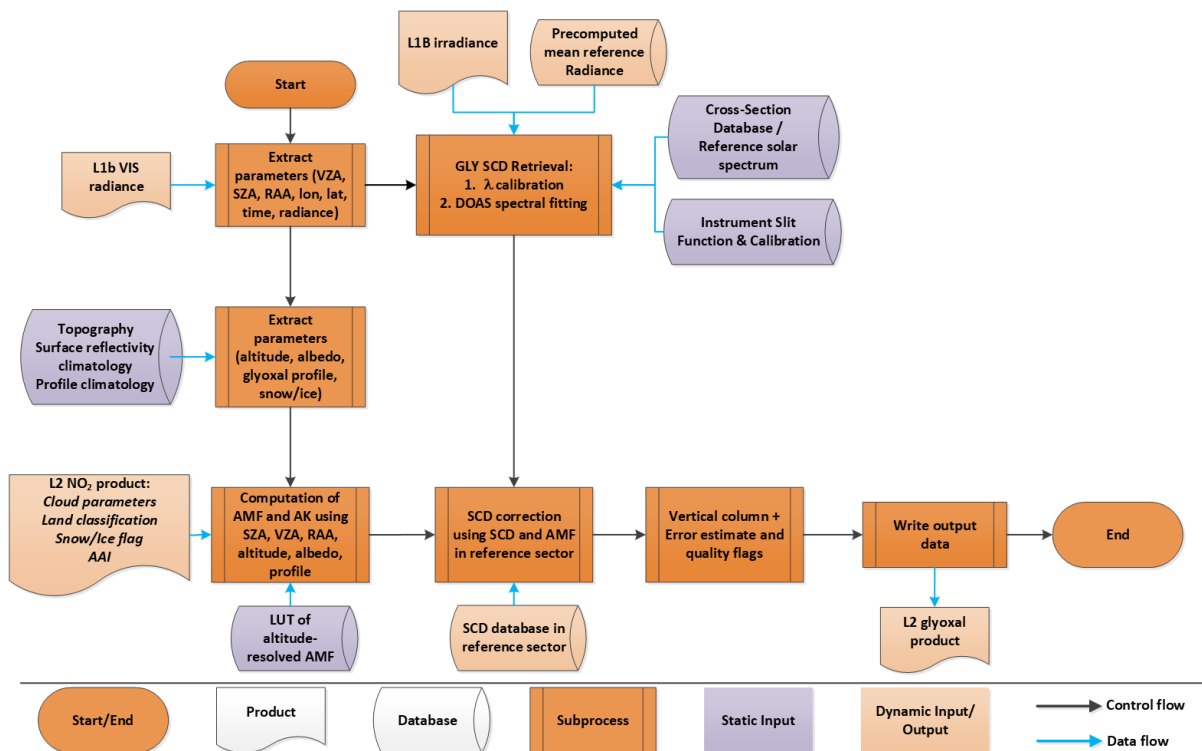 L1B irradiance
Precomputed
mean reference
Radiance
Start
Cross-Section
Database /
Reference solar
spectrum
L1b VIS
radiance
Extract
parameters (VZA,
SZA, RAA, lon, lat,
time, radiance)
GLY SCD Retrieval:
1. λ calibration
2. DOAS spectral fitting
Instrument Slit
Function & Calibration
Topography
Surface reflectivity
climatology
Profile climatology
Extract
parameters
(altitude, albedo,
glyoxal profile,
snow/ice)
L2 NO₂ product:
Cloud parameters
Land classification
Snow/Ice flag
AAI
Computation of
AMF and AK using
SZA, VZA, RAA,
altitude, albedo,
profile
SCD correction
using SCD and AMF
in reference sector
Vertical column +
Error estimate and
quality flags
Write output
data
End
LUT of
altitude-
resolved AMF
SCD database in
reference sector
L2 glyoxal
product
Start/End
Product
Database
Subprocess
Static Input
Dynamic Input/
Output
Control flow
Data flow